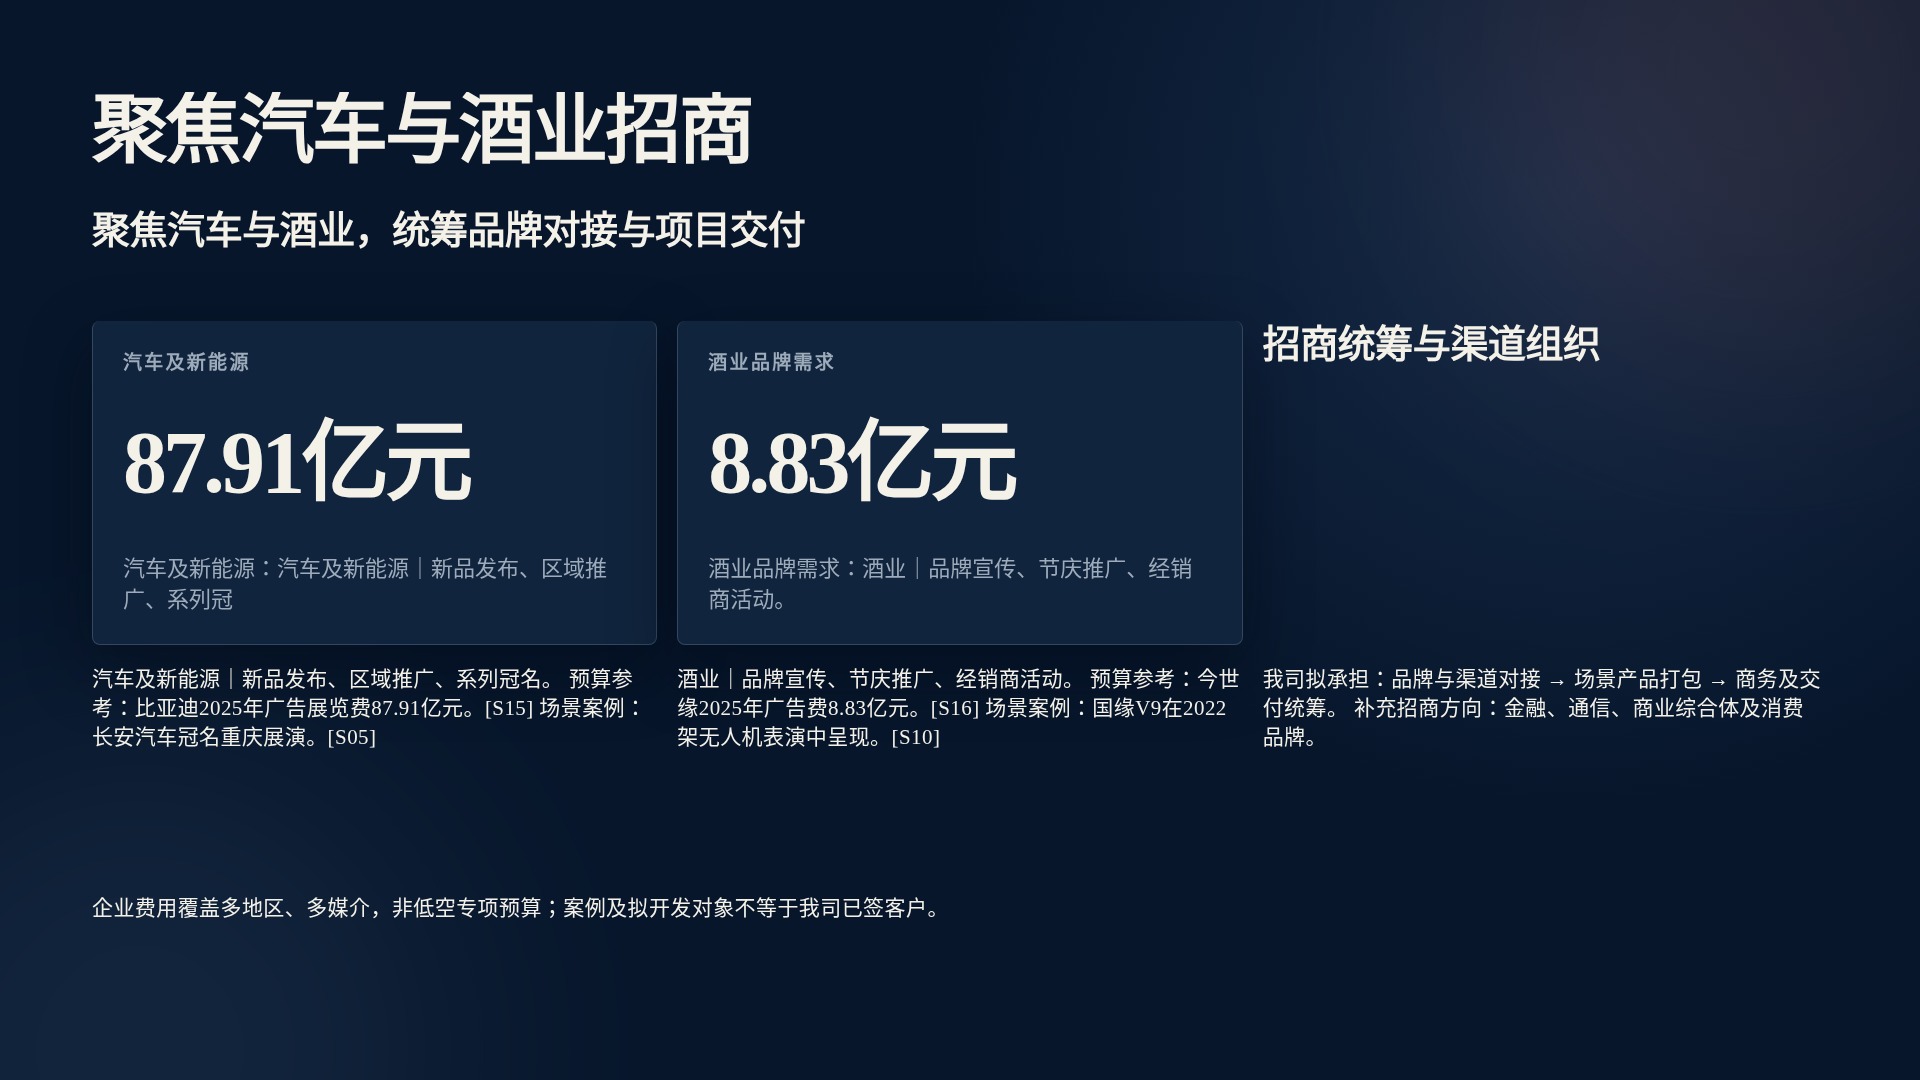 聚焦汽车与酒业招商
聚焦汽车与酒业，统筹品牌对接与项目交付
汽车及新能源
87.91亿元
汽车及新能源：汽车及新能源｜新品发布、区域推
广、系列冠
酒业品牌需求
8.83亿元
酒业品牌需求：酒业｜品牌宣传、节庆推广、经销
商活动。
招商统筹与渠道组织
汽车及新能源｜新品发布、区域推广、系列冠名。 预算参
考：比亚迪2025年广告展览费87.91亿元。[S15] 场景案例：
长安汽车冠名重庆展演。[S05]
酒业｜品牌宣传、节庆推广、经销商活动。 预算参考：今世
缘2025年广告费8.83亿元。[S16] 场景案例：国缘V9在2022
架无人机表演中呈现。[S10]
我司拟承担：品牌与渠道对接 → 场景产品打包 → 商务及交
付统筹。 补充招商方向：金融、通信、商业综合体及消费
品牌。
企业费用覆盖多地区、多媒介，非低空专项预算；案例及拟开发对象不等于我司已签客户。